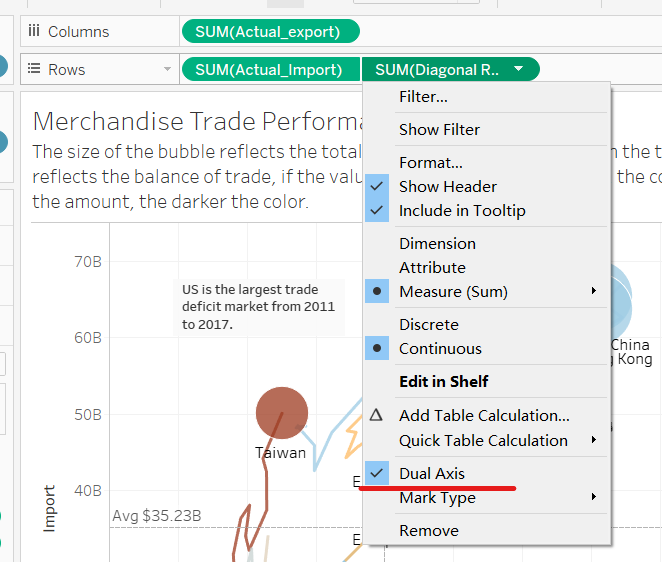 Columns
SUM(Actual_export)
Rows
SUM(Actual_Import)
SUM(Diagonal R..
Merchandise Trade Performa
The size of the bubble reflects the total
n the t
reflects the balance of trade, if the valu
the co
the amount, the darker the color.
Filter...
Show Filter
Format...
Show Header
Include in Tooltip
Dimension
Attribute
Measure (Sum)
Discrete
Continuous
Edit in Shelf
Add Table Calculation...
Quick Table Calculation
Dual Axis
Mark Type
Remove
70B
US is the largest trade
deficit market from 2011
to 2017.
60B
China
Kong
50B
Taiwan
40B
E
Import
Avg $35.23B
E